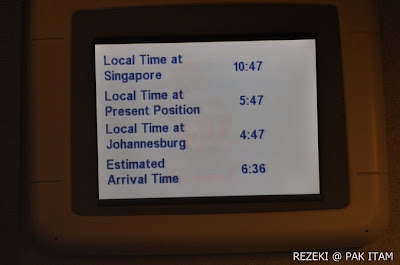 Local Time at
Singapore 10:47
Local Time at
Present Position 5:47
Local Time at
Johannesburg 4:47
Estimated
Arrival Time 6:36
REZEKI @ PAK ITAM